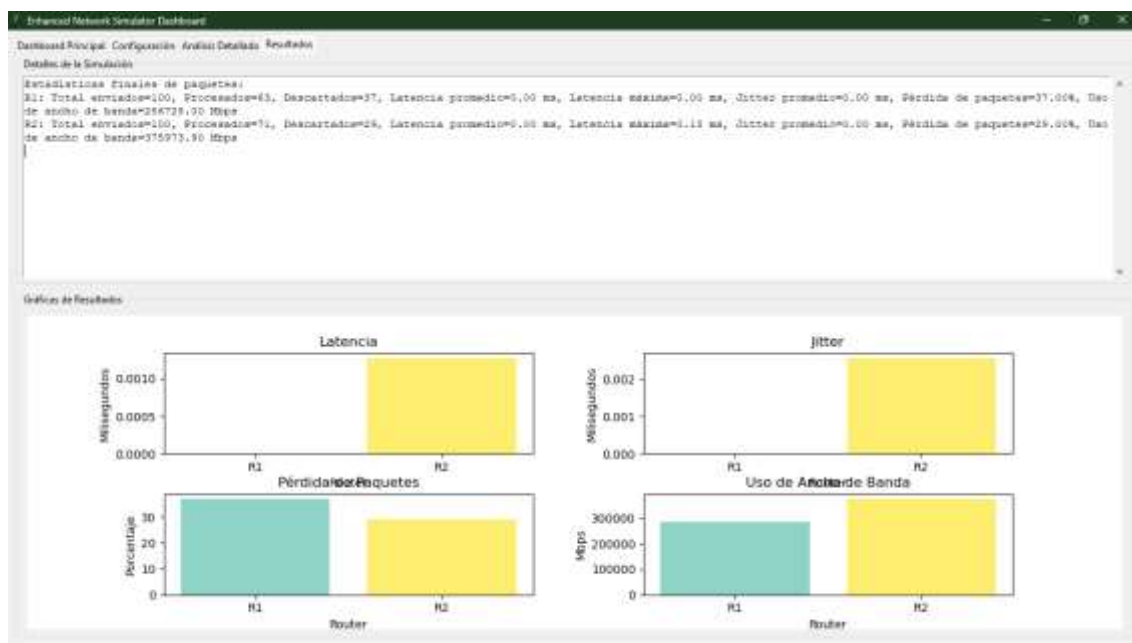 Enhanced Network Simulator Dashboard
Dashboard Principal Configuración Análisis Detallado Resultados
Detalles de la Simulación
Estadísticas finales de paquetes:
R1: Total enviados=100, Procesados=63, Descartados=37, Latencia promedio=0.00 ms, Latencia máxima=0.00 ms, Jitter promedio=0.00 ms, Pérdida de paquetes=37.00%, Uso
de ancho de banda= Mbps
R2: Total enviados=100, Procesados=71, Descartados=29, Latencia promedio=0.00 ms, Latencia máxima= ms, Jitter promedio=0.00 ms, Pérdida de paquetes=29.00%, Uso
de ancho de banda=375973.90 Mbps
Gráficas de Resultados
Latencia
Milisegundos
0.0010
0.0005
0.0000
R1 R2
Jitter
Milisegundos
0.002
0.001
0.000
R1 R2
Pérdida de Paquetes
Porcentaje
30
20
10
0
R1 R2
Router
Uso de Ancho de Banda
Mbps
300000
200000
100000
0
R1 R2
Router